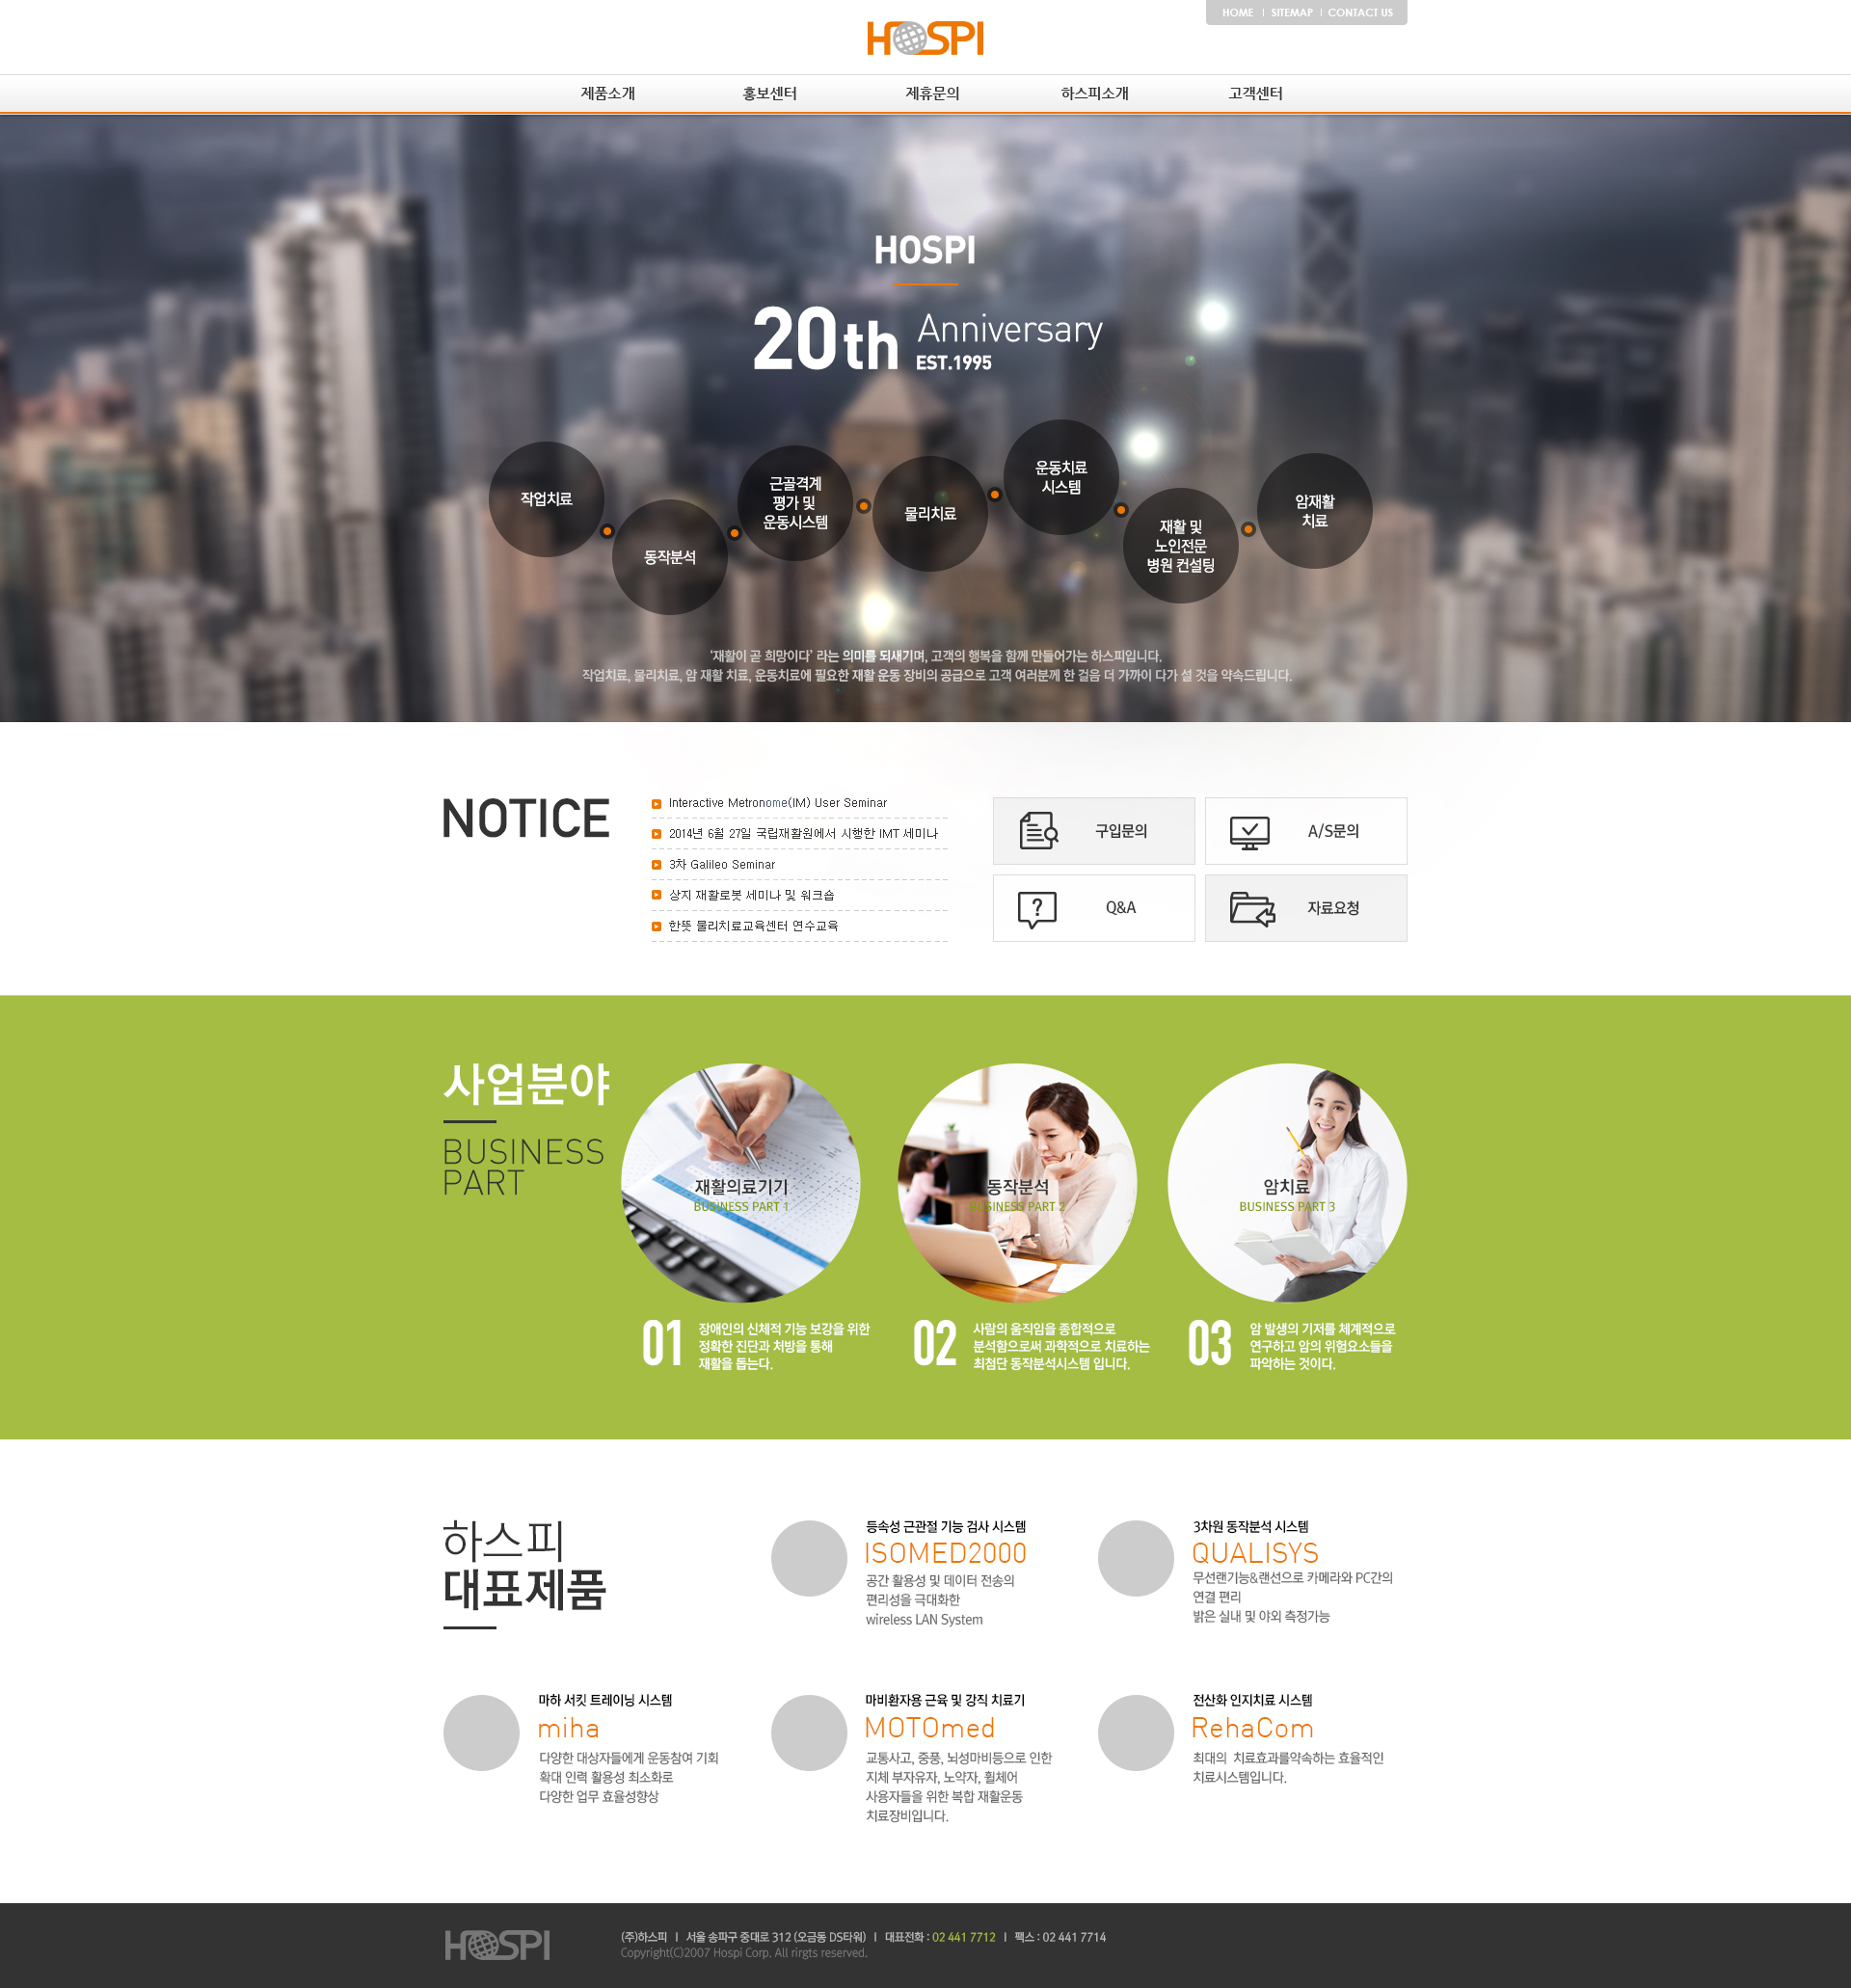 HOME | SITEMAP | CONTACT US
HOSPI
제품소개
홍보센터
제휴문의
하스피소개
고객센터
HOSPI
20th Anniversary
EST.1995
작업치료
동작분석
근골격계
평가 및
운동시스템
물리치료
운동치료
시스템
재활 및
노인전문
병원 컨설팅
암재활
치료
‘재활이 곧 희망이다’ 라는 의미를 되새기며, 고객의 행복을 함께 만들어가는 하스피입니다.
작업치료, 물리치료, 암 재활 치료, 운동치료에 필요한 재활 운동 장비의 공급으로 고객 여러분께 한 걸음 더 가까이 다가 설 것을 약속드립니다.
NOTICE
Interactive Metronome(IM) User Seminar
2014년 6월 27일 국립재활원에서 시행한 IMT 세미나
3차 Galileo Seminar
상지 재활로봇 세미나 및 워크숍
한뜻 물리치료교육센터 연수교육
구입문의
A/S문의
Q&A
자료요청
사업분야
BUSINESS
PART
재활의료기기
BUSINESS PART 1
동작분석
BUSINESS PART 2
암치료
BUSINESS PART 3
01
장애인의 신체적 기능 보강을 위한
정확한 진단과 처방을 통해
재활을 돕는다.
02
사람의 움직임을 종합적으로
분석함으로써 과학적으로 치료하는
최첨단 동작분석시스템 입니다.
03
암 발생의 기저를 체계적으로
연구하고 암의 위험요소들을
파악하는 것이다.
하스피
대표제품
등속성 근관절 기능 검사 시스템
ISOMED2000
공간 활용성 및 데이터 전송의
편리성을 극대화한
wireless LAN System
3차원 동작분석 시스템
QUALISYS
무선랜기능&랜선으로 카메라와 PC간의
연결 편리
밝은 실내 및 야외 측정가능
마하 서킷 트레이닝 시스템
miha
다양한 대상자들에게 운동참여 기회
확대 인력 활용성 최소화로
다양한 업무 효율성향상
마비환자용 근육 및 강직 치료기
MOTOmed
교통사고, 중풍, 뇌성마비등으로 인한
지체 부자유자, 노약자, 휠체어
사용자들을 위한 복합 재활운동
치료장비입니다.
전산화 인지치료 시스템
RehaCom
최대의 치료효과를약속하는 효율적인
치료시스템입니다.
HOSPI
(주)하스피 | 서울 송파구 중대로 312 (오금동 DS타워) | 대표전화 : 02 441 7712 | 팩스 : 02 441 7714
Copyright(C)2007 Hospi Corp. All rirgts reserved.